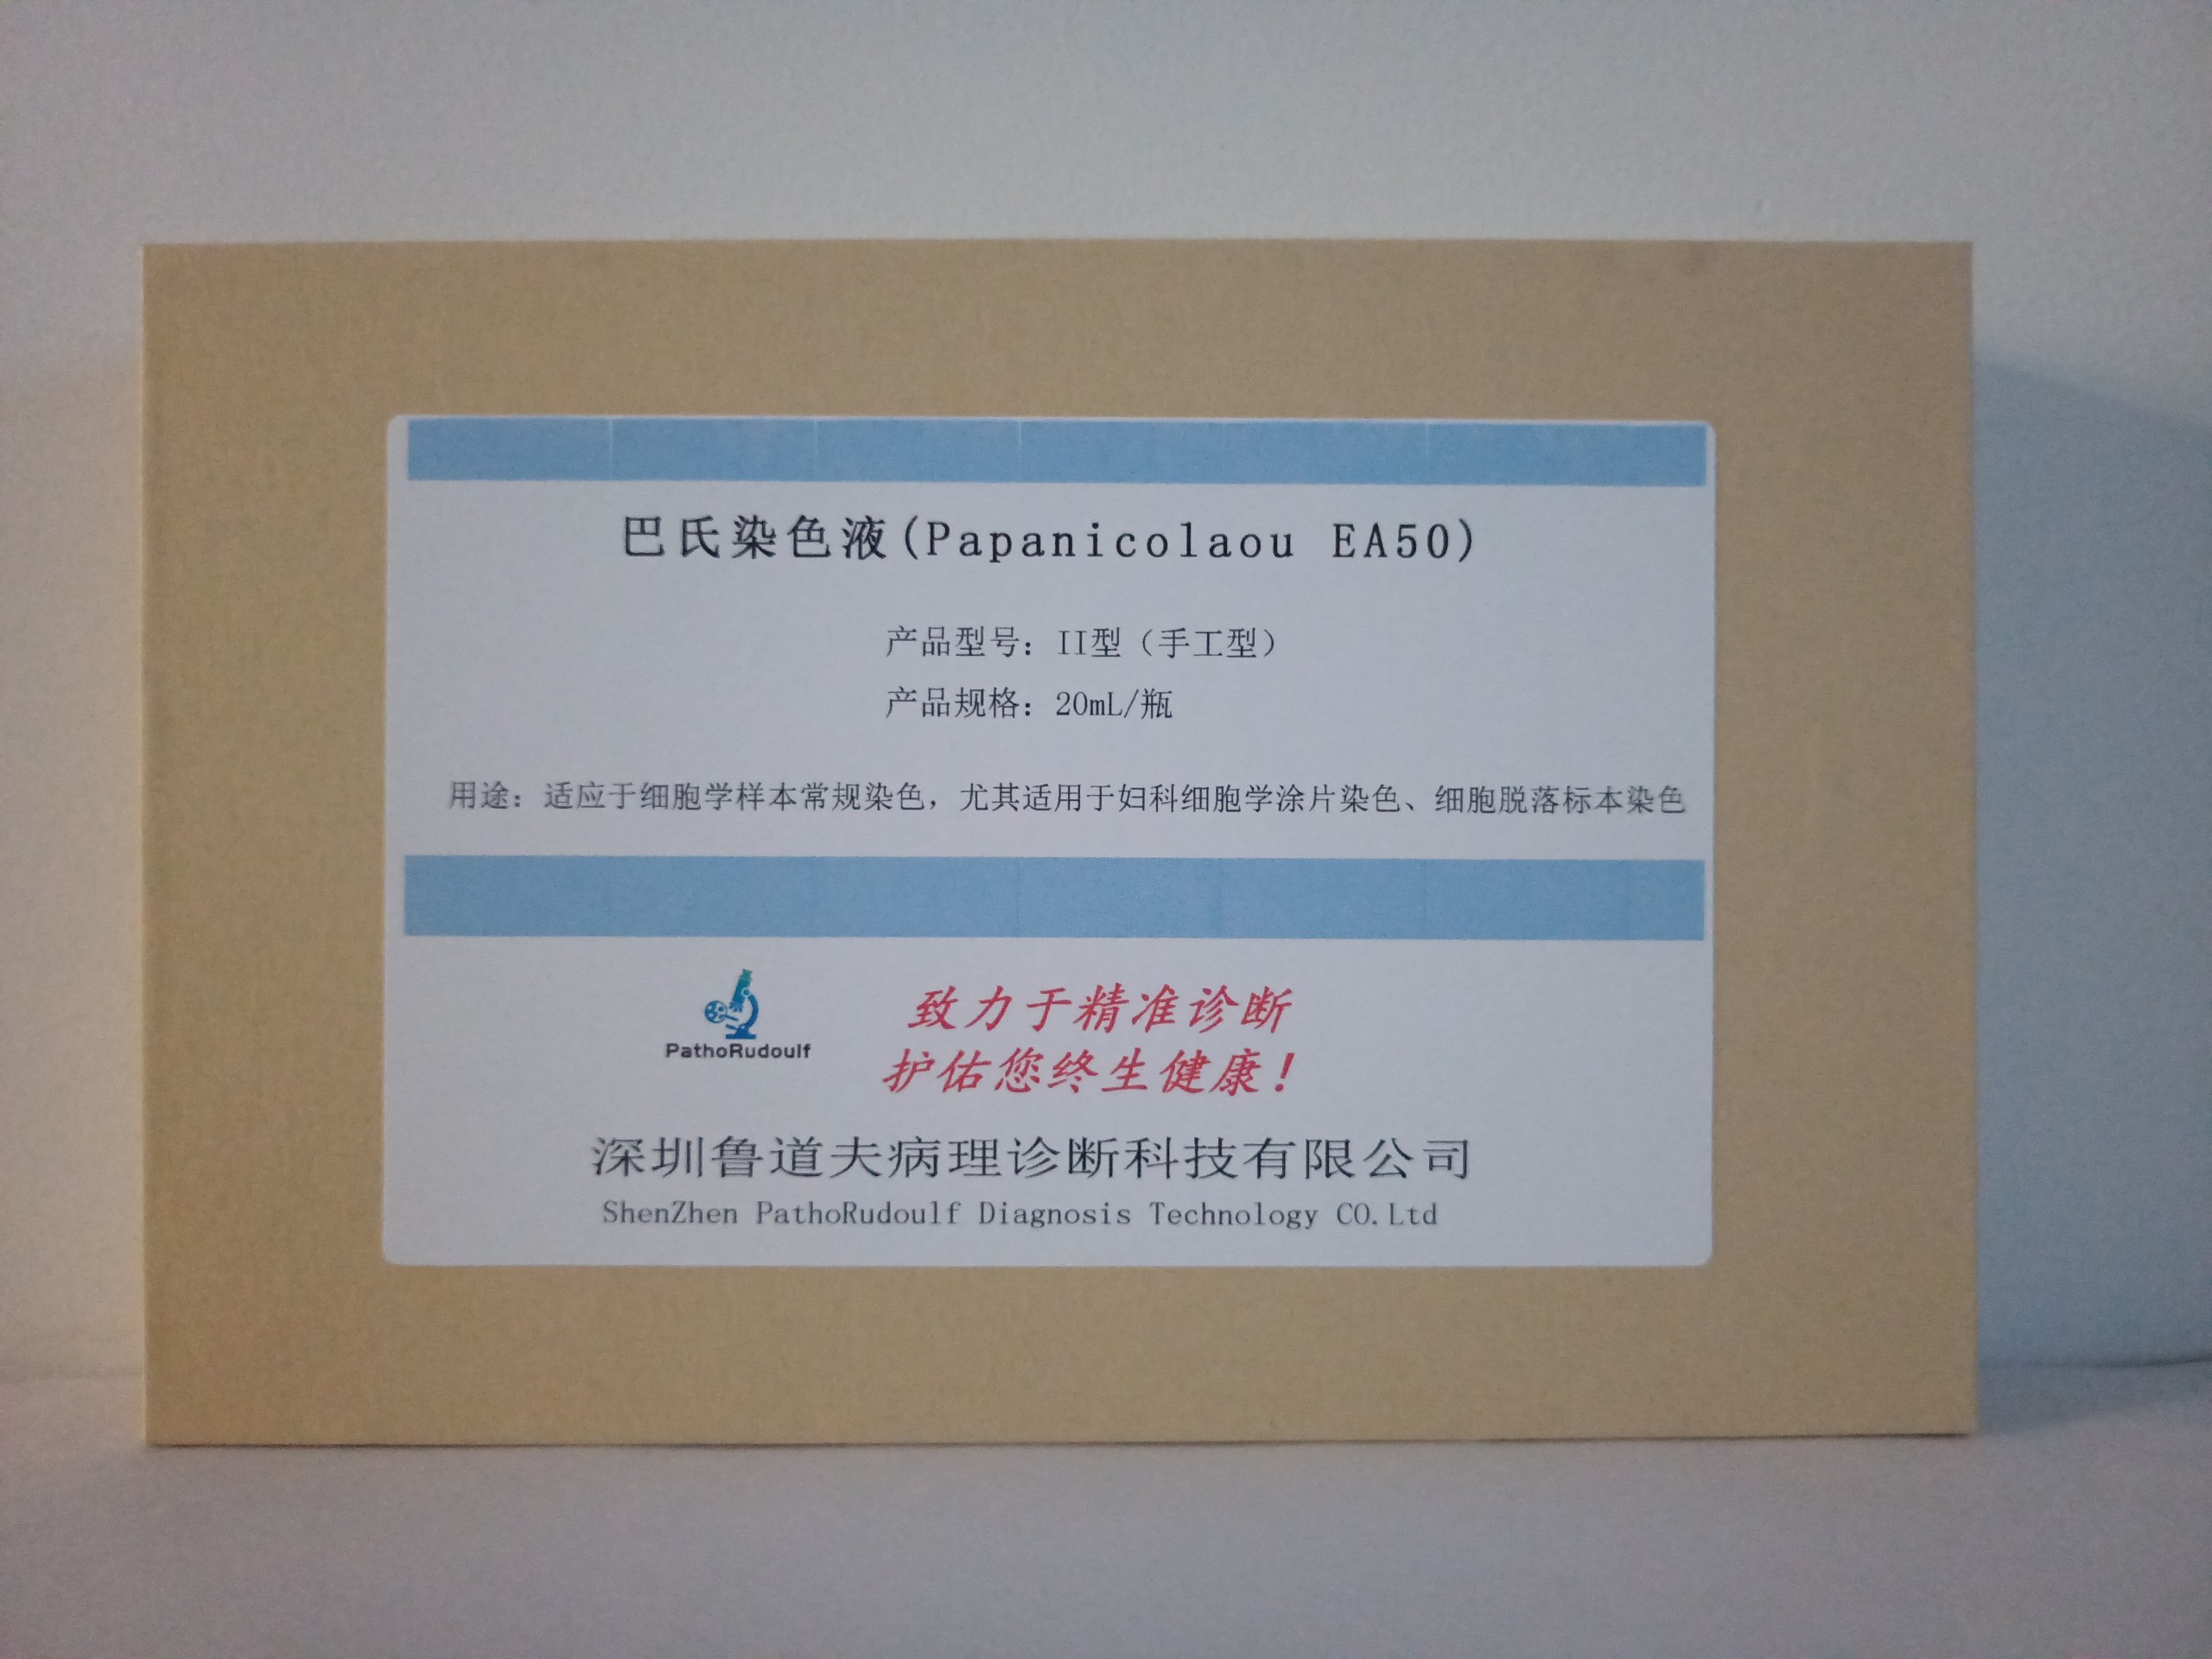 巴氏染色液(Papanicolaou EA50)
产品型号：II型（手工型）
产品规格：20mL/瓶
用途：适应于细胞学样本常规染色，尤其适用于妇科细胞学涂片染色、细胞脱落标本染色
PathoRudoulf
致力于精准诊断
护佑您终生健康！
深圳鲁道夫病理诊断科技有限公司
ShenZhen PathoRudoulf Diagnosis Technology CO.Ltd